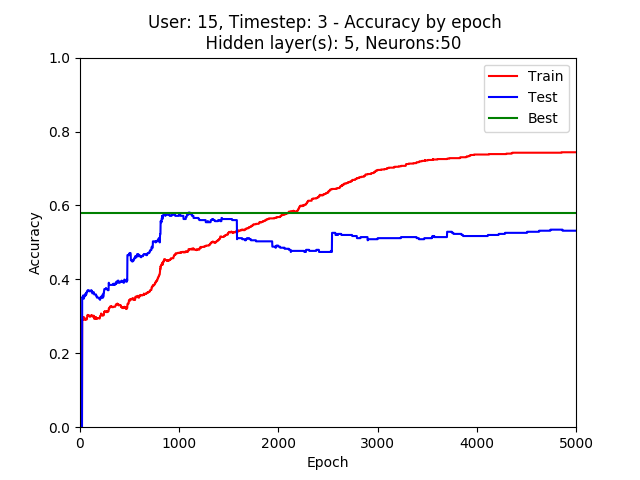 User: 15, Timestep: 3 - Accuracy by epoch
Hidden layer(s): 5, Neurons:50
Train
Test
Best
1.0
0.8
0.6
0.4
0.2
0.0
Accuracy
0
1000
2000
3000
4000
5000
Epoch